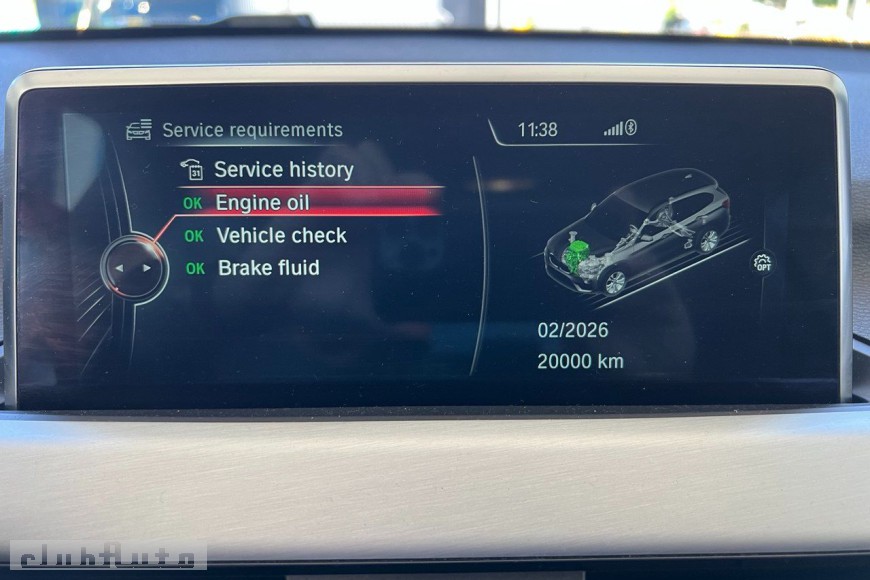 Service requirements
11:38
Service history
31
OK Engine oil
OK Vehicle check
OK Brake fluid
OPT
02/2026
20000 km
clubauto